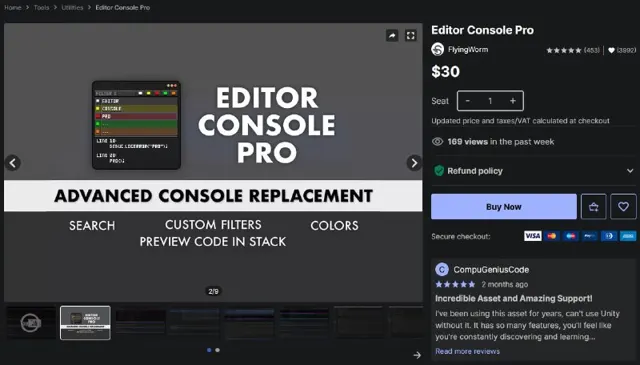 Home > Tools > Utilities > Editor Console Pro
EDITOR
CONSOLE
PRO
ADVANCED CONSOLE REPLACEMENT
SEARCH CUSTOM FILTERS COLORS
PREVIEW CODE IN STACK
2/9
Editor Console Pro
FlyingWorm ★★★★★ (453) | ♥ (3992)
$30
Seat - 1 +
Updated price and taxes/VAT calculated at checkout
169 views in the past week
Refund policy
Buy Now
Secure checkout: VISA
C CompuGeniusCode
★★★★★ 2 months ago
Incredible Asset and Amazing Support!
I've been using this asset for years, can't use Unity
without it. It has so many features, you'll feel like
you're constantly discovering and learning...
Read more reviews